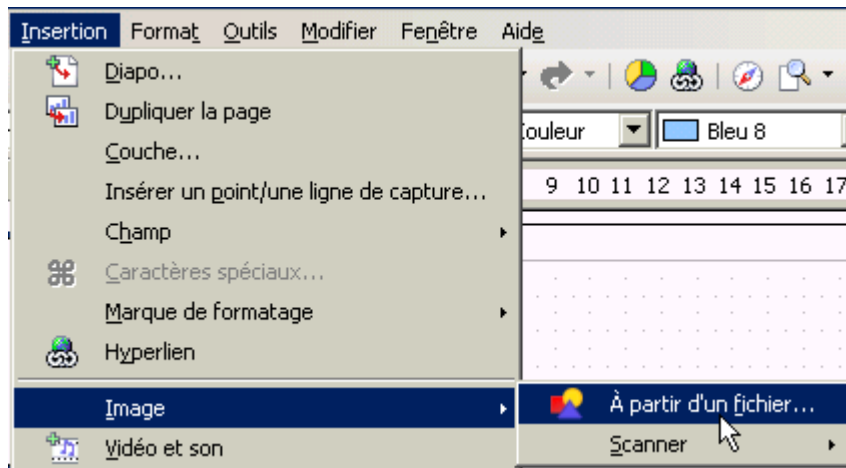 Insertion Format Outils Modifier Fenêtre Aide
Diapo...
Dupliquer la page
Couche...
Insérer un point/une ligne de capture...
Champ
Caractères spéciaux...
Marque de formatage
Hyperlien
Image
Vidéo et son
Couleur Bleu 8
9 10 11 12 13 14 15 16 17
À partir d'un fichier...
Scanner